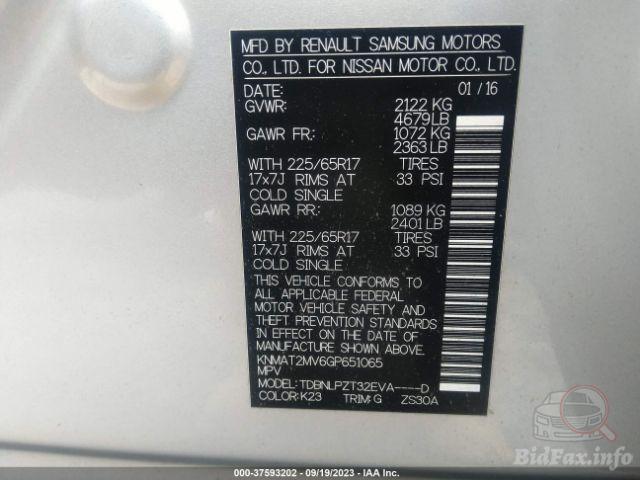 MFD BY RENAULT SAMSUNG MOTORS
CO., LTD. FOR NISSAN MOTOR CO., LTD.
DATE: 01 / 16
GVWR: 2122 KG
4679LB
GAWR FR: 1072 KG
2363 LB
WITH 225/65R17 TIRES
17x7J RIMS AT 33 PSI
COLD SINGLE
GAWR RR: 1089 KG
2401 LB
WITH 225/65R17 TIRES
17x7J RIMS AT 33 PSI
COLD SINGLE
THIS VEHICLE CONFORMS TO
ALL APPLICABLE FEDERAL
MOTOR VEHICLE SAFETY AND
THEFT PREVENTION STANDARDS
IN EFFECT ON THE DATE OF
MANUFACTURE SHOWN ABOVE.
KNMAT2MV6GP651065
MPV
MODEL: TDBNLPZT32EVA----D
COLOR: K23 TRIM: G ZS30A
BidFax.info
000-37593202 - 09/19/2023 - IAA Inc.